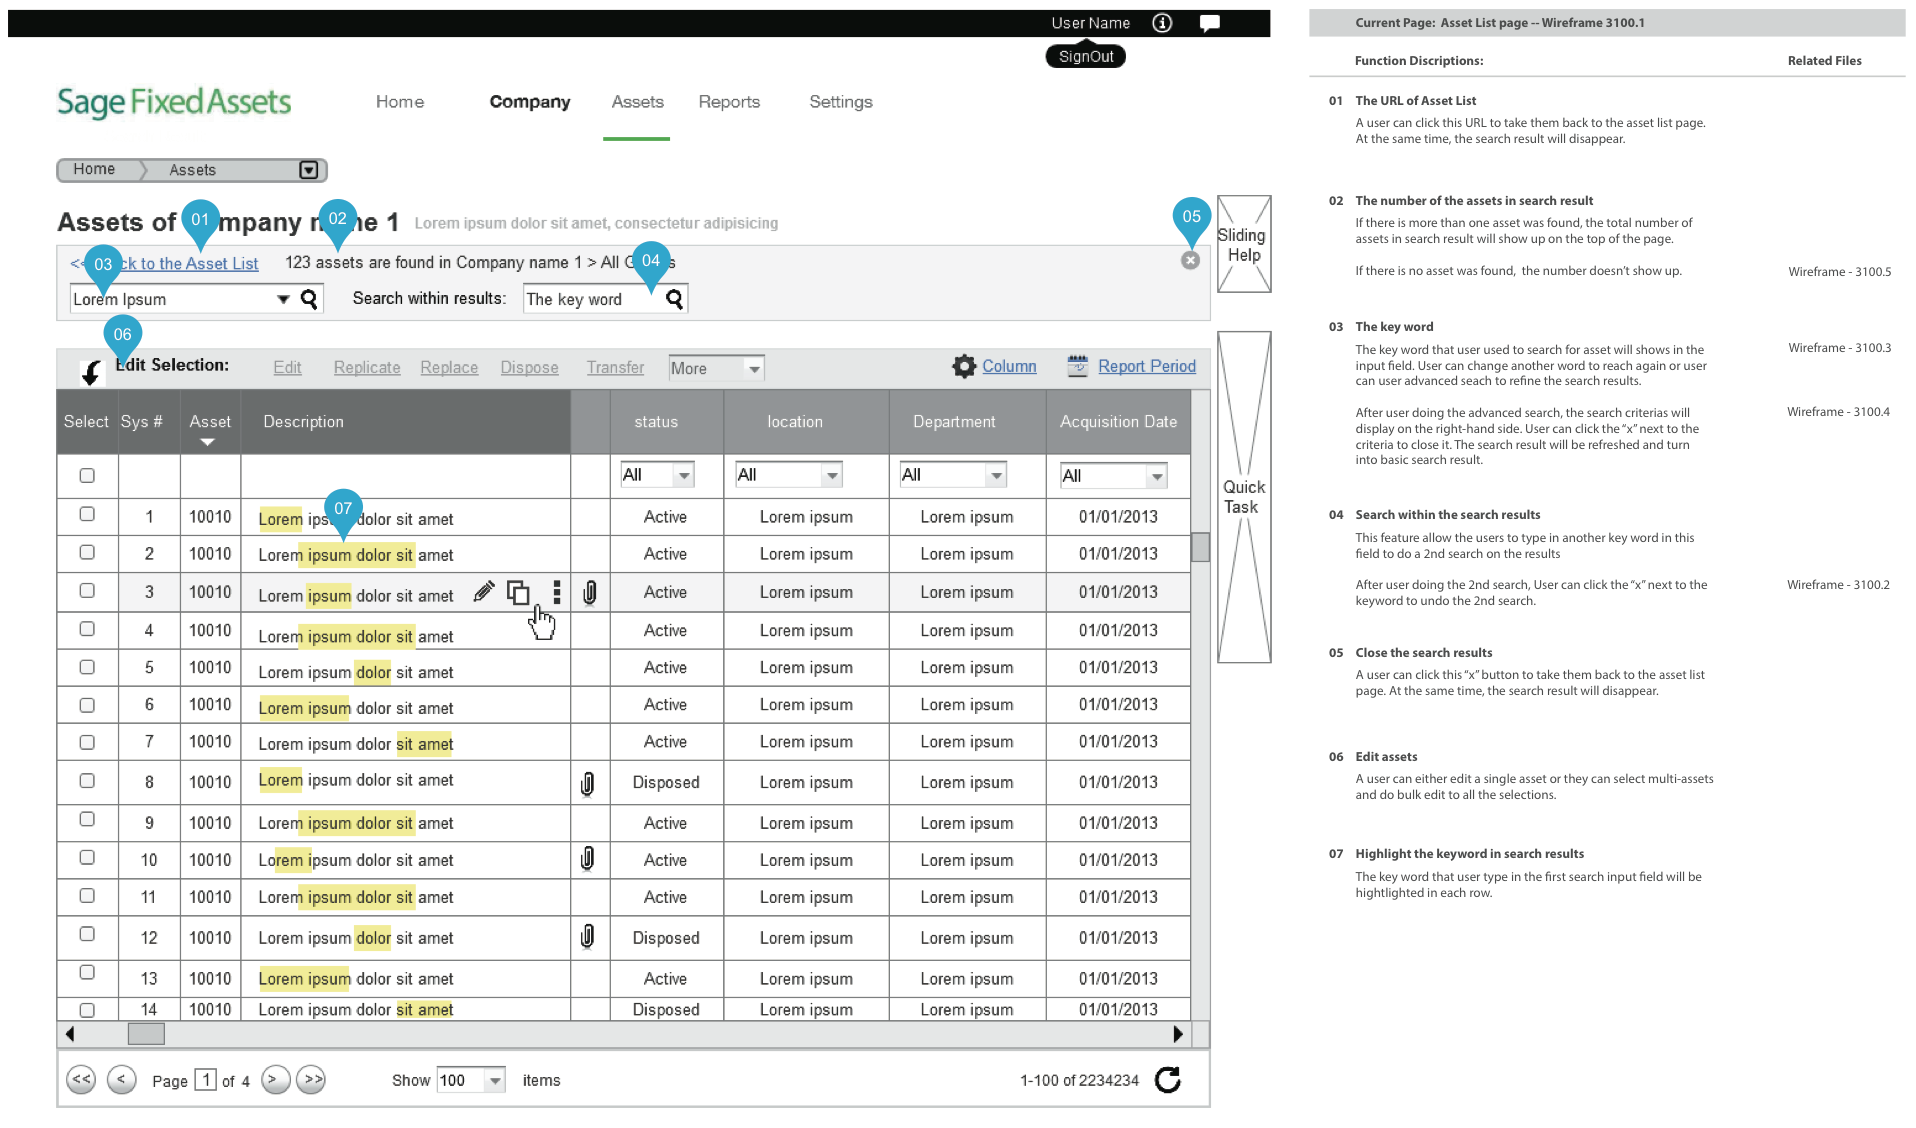 User Name
SignOut
Sage Fixed Assets
Home Company Assets Reports Settings
Home Assets
Assets of 01 mpany n 02 e 1 Lorem ipsum dolor sit amet, consectetur adipisicing
05
<< 03 ck to the Asset List 123 assets are found in Company name 1 > All G 04 s
Lorem Ipsum Search within results: The key word
Sliding
Help
06
Edit Selection: Edit Replicate Replace Dispose Transfer More Column Report Period
Select Sys # Asset Description status location Department Acquisition Date
All All All All
Quick
Task
07
1 10010 Lorem ips dolor sit amet Active Lorem ipsum Lorem ipsum 01/01/2013
2 10010 Lorem ipsum dolor sit amet Active Lorem ipsum Lorem ipsum 01/01/2013
3 10010 Lorem ipsum dolor sit amet Active Lorem ipsum Lorem ipsum 01/01/2013
4 10010 Lorem ipsum dolor sit amet Active Lorem ipsum Lorem ipsum 01/01/2013
5 10010 Lorem ipsum dolor sit amet Active Lorem ipsum Lorem ipsum 01/01/2013
6 10010 Lorem ipsum dolor sit amet Active Lorem ipsum Lorem ipsum 01/01/2013
7 10010 Lorem ipsum dolor sit amet Active Lorem ipsum Lorem ipsum 01/01/2013
8 10010 Lorem ipsum dolor sit amet Disposed Lorem ipsum Lorem ipsum 01/01/2013
9 10010 Lorem ipsum dolor sit amet Active Lorem ipsum Lorem ipsum 01/01/2013
10 10010 Lorem ipsum dolor sit amet Active Lorem ipsum Lorem ipsum 01/01/2013
11 10010 Lorem ipsum dolor sit amet Active Lorem ipsum Lorem ipsum 01/01/2013
12 10010 Lorem ipsum dolor sit amet Disposed Lorem ipsum Lorem ipsum 01/01/2013
13 10010 Lorem ipsum dolor sit amet Active Lorem ipsum Lorem ipsum 01/01/2013
14 10010 Lorem ipsum dolor sit amet Disposed Lorem ipsum Lorem ipsum 01/01/2013
<< < Page 1 of 4 > >> Show 100 items 1-100 of 2234234
Current Page: Asset List page -- Wireframe 3100.1
Function Discriptions: Related Files
01 The URL of Asset List
A user can click this URL to take them back to the asset list page.
At the same time, the search result will disappear.
02 The number of the assets in search result
If there is more than one asset was found, the total number of
assets in search result will show up on the top of the page.
If there is no asset was found, the number doesn't show up. Wireframe - 3100.5
03 The key word
The key word that user used to search for asset will shows in the Wireframe - 3100.3
input field. User can change another word to reach again or user
can user advanced seach to refine the search results.
After user doing the advanced search, the search criterias will Wireframe - 3100.4
display on the right-hand side. User can click the "x" next to the
criteria to close it. The search result will be refreshed and turn
into basic search result.
04 Search within the search results
This feature allow the users to type in another key word in this
field to do a 2nd search on the results
After user doing the 2nd search, User can click the "x" next to the Wireframe - 3100.2
keyword to undo the 2nd search.
05 Close the search results
A user can click this "x" button to take them back to the asset list
page. At the same time, the search result will disappear.
06 Edit assets
A user can either edit a single asset or they can select multi-assets
and do bulk edit to all the selections.
07 Highlight the keyword in search results
The key word that user type in the first search input field will be
hightlighted in each row.